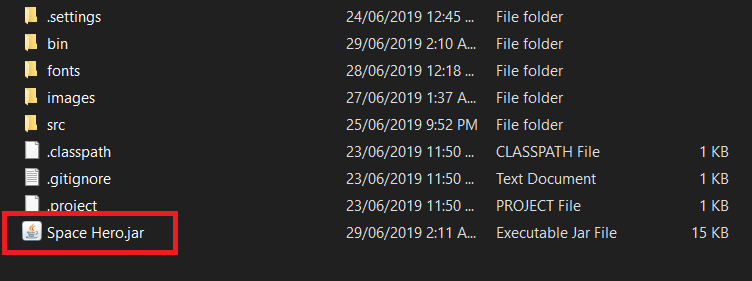 .settings 24/06/2019 12:45 ... File folder
bin 29/06/2019 2:10 A... File folder
fonts 28/06/2019 12:18 ... File folder
images 27/06/2019 1:37 A... File folder
src 25/06/2019 9:52 PM File folder
.classpath 23/06/2019 11:50 ... CLASSPATH File 1 KB
.gitignore 23/06/2019 11:50 ... Text Document 1 KB
.project 23/06/2019 11:50 ... PROJECT File 1 KB
Space Hero.jar 29/06/2019 2:11 A... Executable Jar File 15 KB